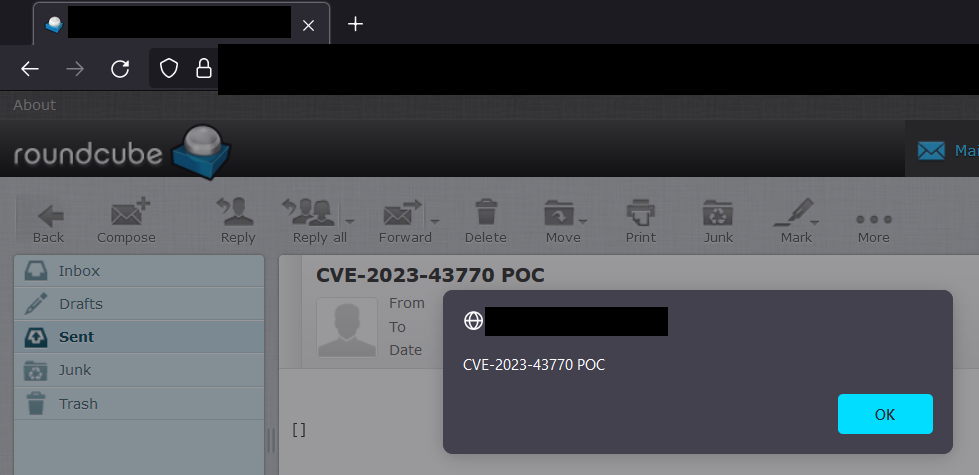 About
roundcube
Mai
Back Compose Reply Reply all Forward Delete Move Print Junk Mark More
Inbox
Drafts
Sent
Junk
Trash
CVE-2023-43770 POC
From
To
Date
[]
CVE-2023-43770 POC
OK